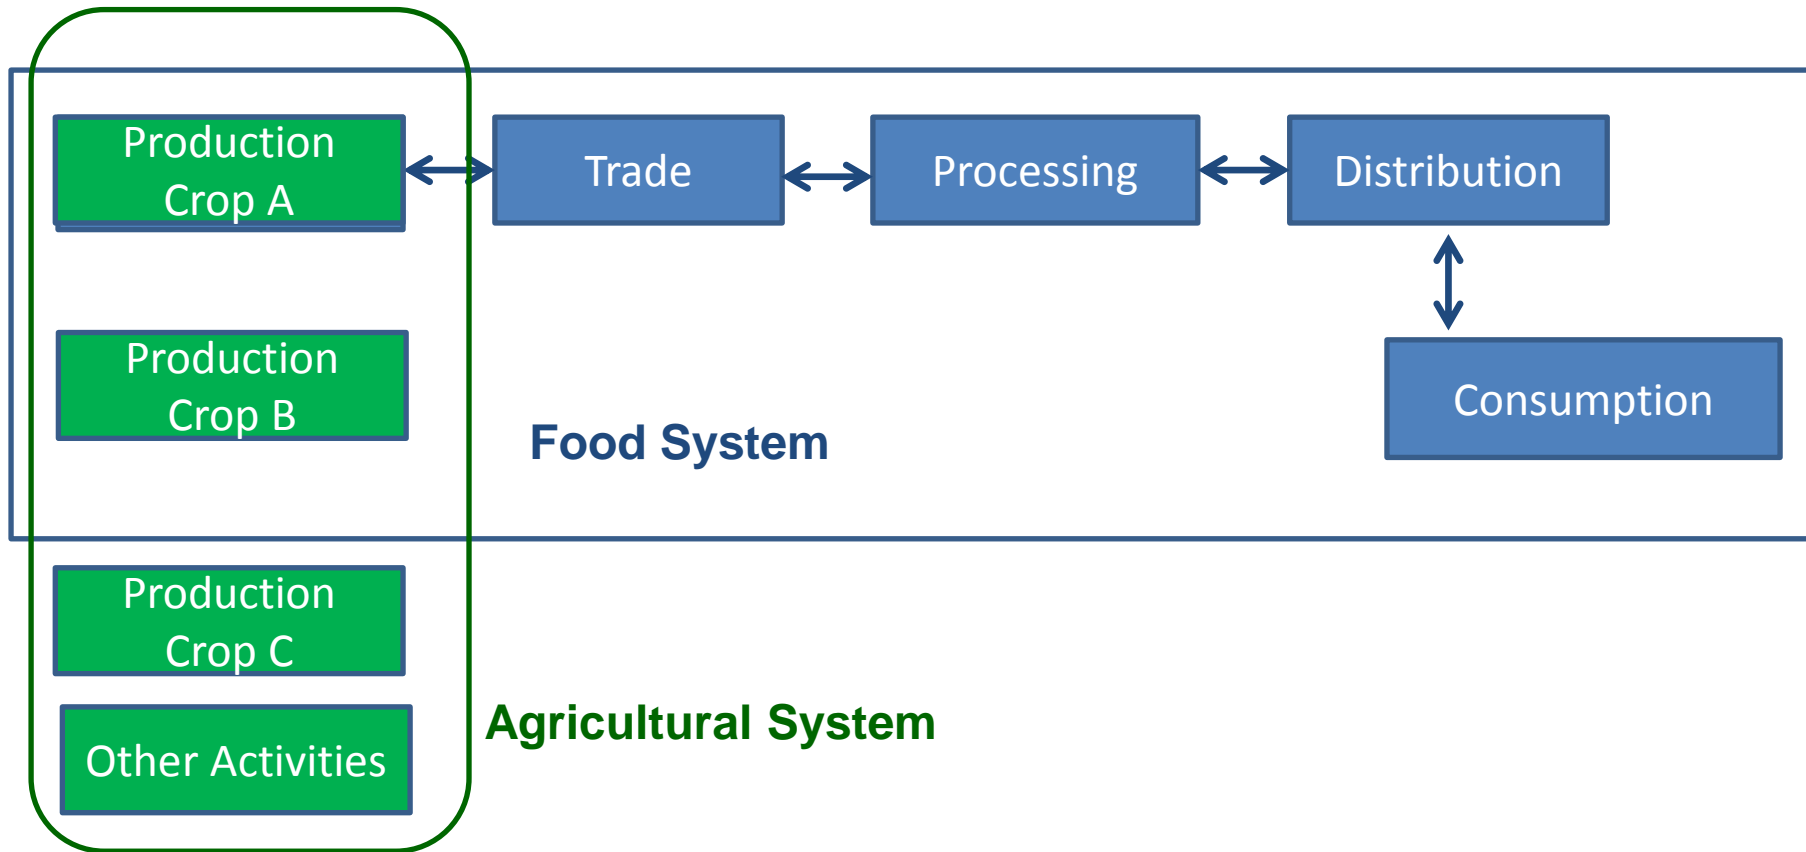 Production
Crop A
Trade
Processing
Distribution
Production
Crop B
Consumption
Food System
Production
Crop C
Agricultural System
Other Activities